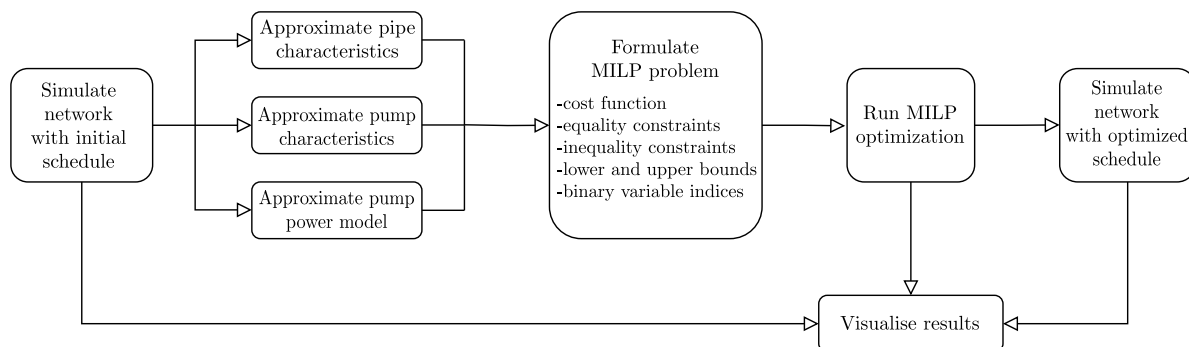 Simulate
network
with initial
schedule
Approximate pipe
characteristics
Approximate pump
characteristics
Approximate pump
power model
Formulate
MILP problem
-cost function
-equality constraints
-inequality constraints
-lower and upper bounds
-binary variable indices
Run MILP
optimization
Simulate
network
with optimized
schedule
Visualise results